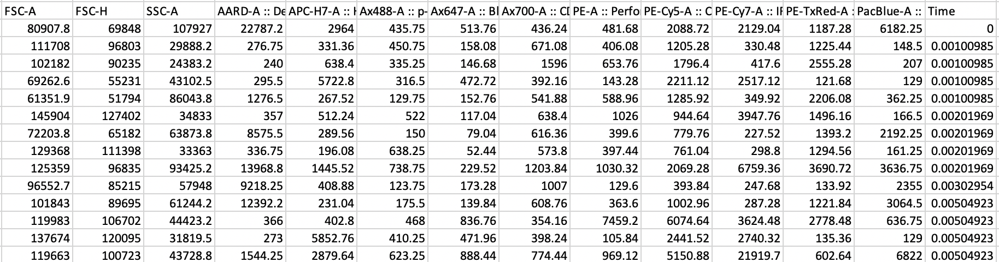 FSC-A FSC-H SSC-A AARD-A :: De APC-H7-A :: H Ax488-A :: p- Ax647-A :: Bl Ax700-A :: CD PE-A :: Perfo PE-Cy5-A :: C PE-Cy7-A :: IF PE-TxRed-A : PacBlue-A :: Time
80907.8 69848 107927 22787.2 2964 435.75 513.76 436.24 481.68 2088.72 2129.04 1187.28 6182.25 0
111708 96803 29888.2 276.75 331.36 450.75 158.08 671.08 406.08 1205.28 330.48 1225.44 148.5 0.00100985
102182 90235 24383.2 240 638.4 335.25 146.68 1596 653.76 1796.4 417.6 2555.28 207 0.00100985
69262.6 55231 43102.5 295.5 5722.8 316.5 472.72 392.16 143.28 2211.12 2517.12 121.68 129 0.00100985
61351.9 51794 86043.8 1276.5 267.52 129.75 152.76 541.88 588.96 1285.92 349.92 2206.08 362.25 0.00100985
145904 127402 34833 357 512.24 522 117.04 638.4 1026 944.64 3947.76 1496.16 166.5 0.00201969
72203.8 65182 63873.8 8575.5 289.56 150 79.04 616.36 399.6 779.76 227.52 1393.2 2192.25 0.00201969
129368 111398 33363 336.75 196.08 638.25 52.44 573.8 397.44 761.04 298.8 1294.56 161.25 0.00201969
125359 96835 93425.2 13968.8 1445.52 738.75 229.52 1203.84 1030.32 2069.28 6759.36 3690.72 3636.75 0.00201969
96552.7 85215 57948 9218.25 408.88 123.75 173.28 1007 129.6 393.84 247.68 133.92 2355 0.00302954
101843 89695 61244.2 12392.2 231.04 175.5 139.84 608.76 363.6 1002.96 287.28 1221.84 3064.5 0.00504923
119983 106702 44423.2 366 402.8 468 836.76 354.16 7459.2 6074.64 3624.48 2778.48 636.75 0.00504923
137674 120095 31819.5 273 5852.76 410.25 471.96 398.24 105.84 2441.52 2740.32 135.36 129 0.00504923
119663 100723 43728.8 1544.25 2879.64 623.25 888.44 774.44 969.12 5150.88 21919.7 602.64 6822 0.00504923